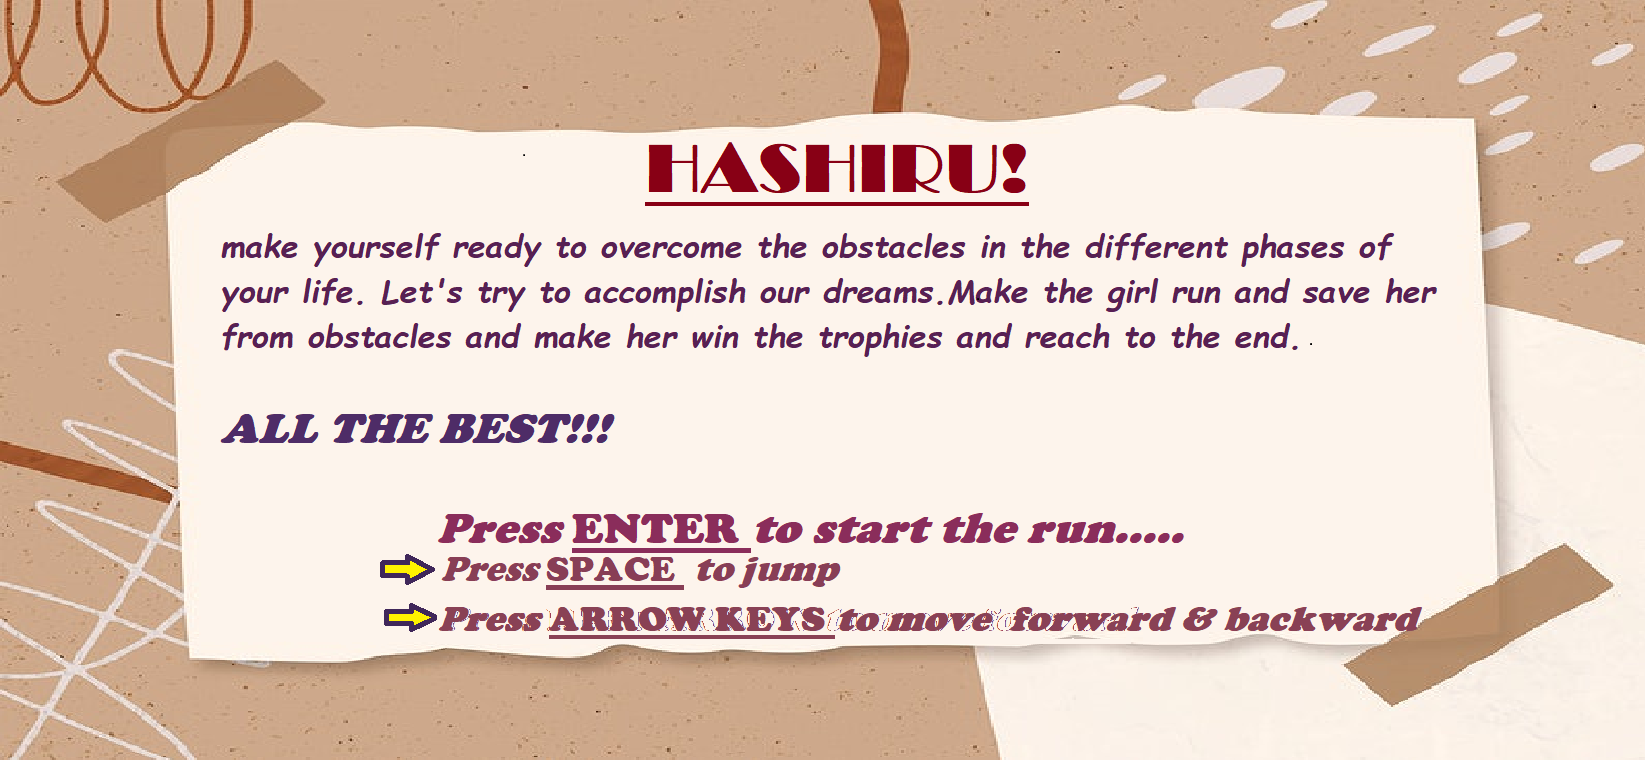 HASHIRU!
make yourself ready to overcome the obstacles in the different phases of
your life. Let's try to accomplish our dreams.Make the girl run and save her
from obstacles and make her win the trophies and reach to the end. .
ALL THE BEST!!!
Press ENTER to start the run.....
Press SPACE to jump
Press ARROW KEYS to move forward & backward